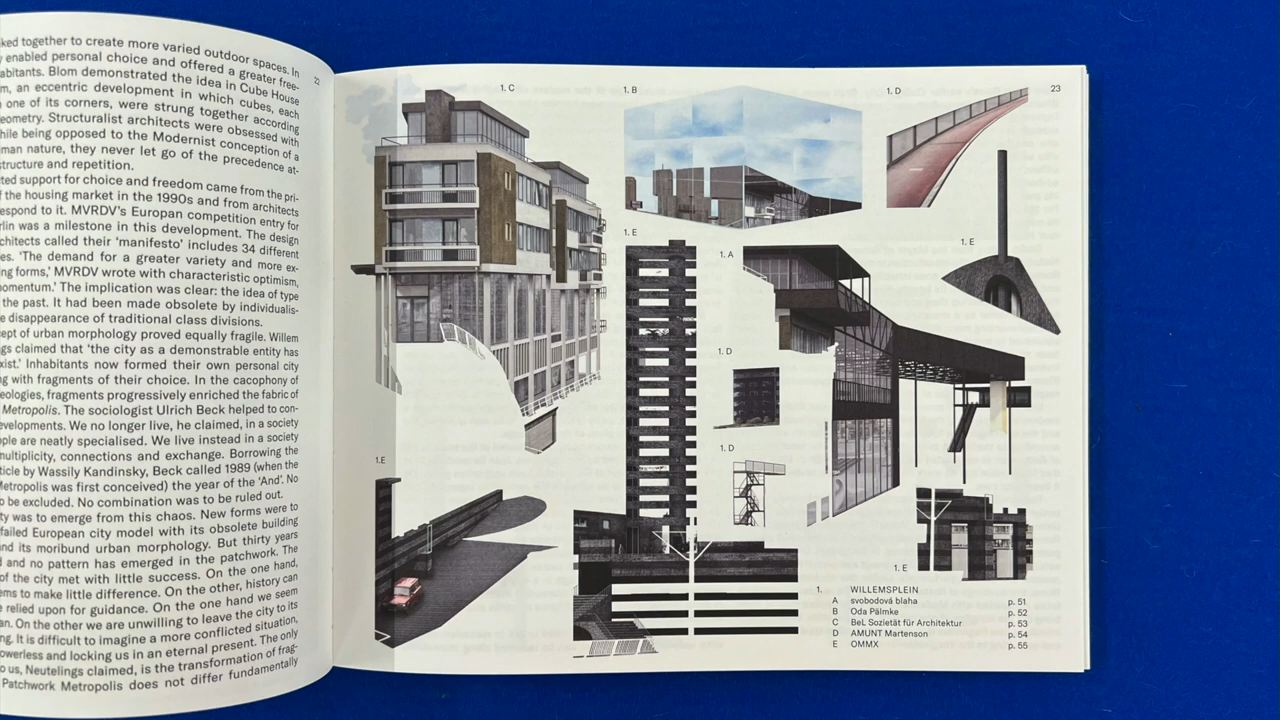 ked together to create more varied outdoor spaces. In
enabled personal choice and offered a greater free-
abitants. Blom demonstrated the idea in Cube House
m, an eccentric development in which cubes, each
one of its corners, were strung together according
eometry. Structuralist architects were obsessed with
hile being opposed to the Modernist conception of a
man nature, they never let go of the precedence at-
structure and repetition.
ted support for choice and freedom came from the pri-
f the housing market in the 1990s and from architects
espond to it. MVRDV's Europan competition entry for
rlin was a milestone in this development. The design
chitects called their 'manifesto' includes 34 different
es. 'The demand for a greater variety and more ex-
ng forms,' MVRDV wrote with characteristic optimism,
nomentum.' The implication was clear: the idea of type
the past. It had been made obsolete by individualis-
e disappearance of traditional class divisions.
ept of urban morphology proved equally fragile. Willem
gs claimed that 'the city as a demonstrable entity has
xist.' Inhabitants now formed their own personal city
g with fragments of their choice. In the cacophony of
eologies, fragments progressively enriched the fabric of
Metropolis. The sociologist Ulrich Beck helped to con-
evelopments. We no longer live, he claimed, in a society
ople are neatly specialised. We live instead in a society
multiplicity, connections and exchange. Borrowing the
ticle by Wassily Kandinsky, Beck called 1989 (when the
Metropolis was first conceived) the year of the 'And'. No
o be excluded. No combination was to be ruled out.
ty was to emerge from this chaos. New forms were to
failed European city model with its obsolete building
nd its moribund urban morphology. But thirty years
d and no pattern has emerged in the patchwork. The
of the city met with little success. On the one hand,
ems to make little difference. On the other, history can
relied upon for guidance. On the one hand we seem
an. On the other we are unwilling to leave the city to its
ng. It is difficult to imagine a more conflicted situation,
owerless and locking us in an eternal present. The only
o us, Neutelings claimed, is the transformation of frag-
Patchwork Metropolis does not differ fundamentally
22
1. C
1. B
1. D
23
1. E
1. A
1. E
1. D
1. D
1.E
1. E
1. WILLEMSPLEIN
A svobodová blaha p. 51
B Oda Pälmke p. 52
C BeL Sozietät für Architektur p. 53
D AMUNT Martenson p. 54
E OMMX p. 55